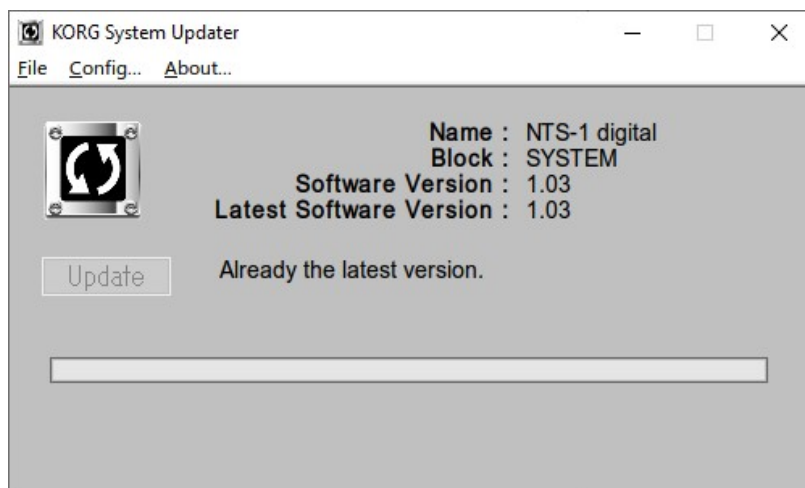 KORG System Updater
File Config... About...
Name : NTS-1 digital
Block : SYSTEM
Software Version : 1.03
Latest Software Version : 1.03
Update
Already the latest version.